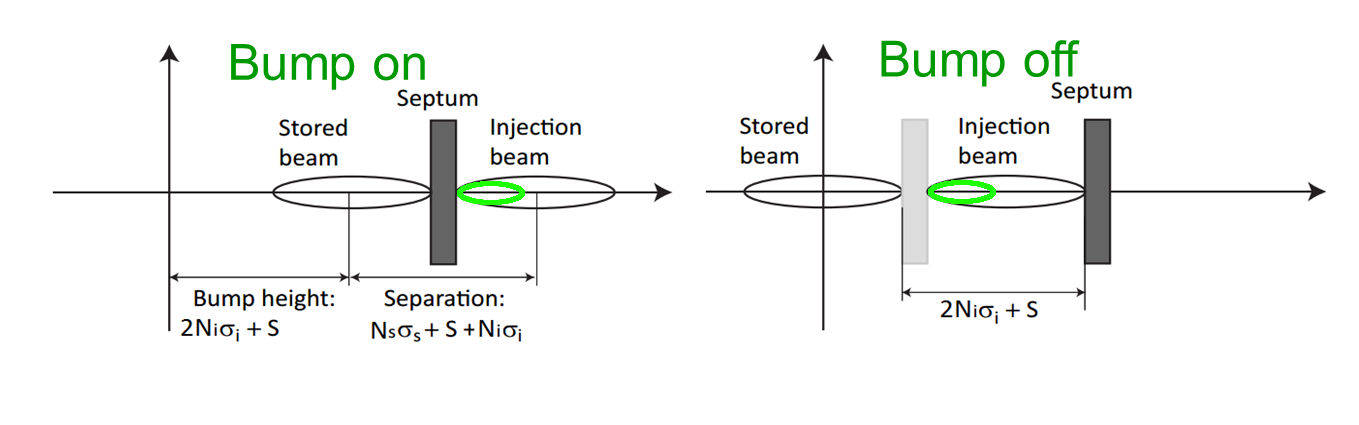 Bump on
Septum
Stored
beam
Injection
beam
Bump height:
2Niσi + S
Separation:
Nsσs + S +Niσi
Bump off
Septum
Stored
beam
Injection
beam
2Niσi + S